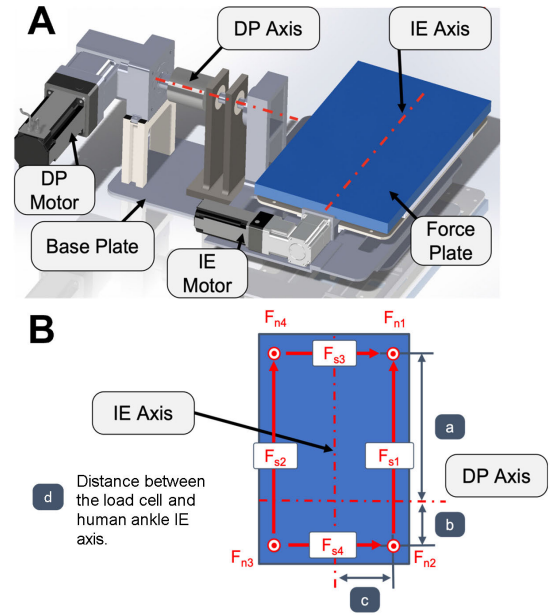 A
DP Axis
IE Axis
DP
Motor
Base Plate
IE
Motor
Force
Plate
B
Fn4
Fn1
Fs3
IE Axis
a
Fs2
Fs1
DP Axis
d
Distance between
the load cell and
human ankle IE
axis.
b
Fn3
Fs4
Fn2
c